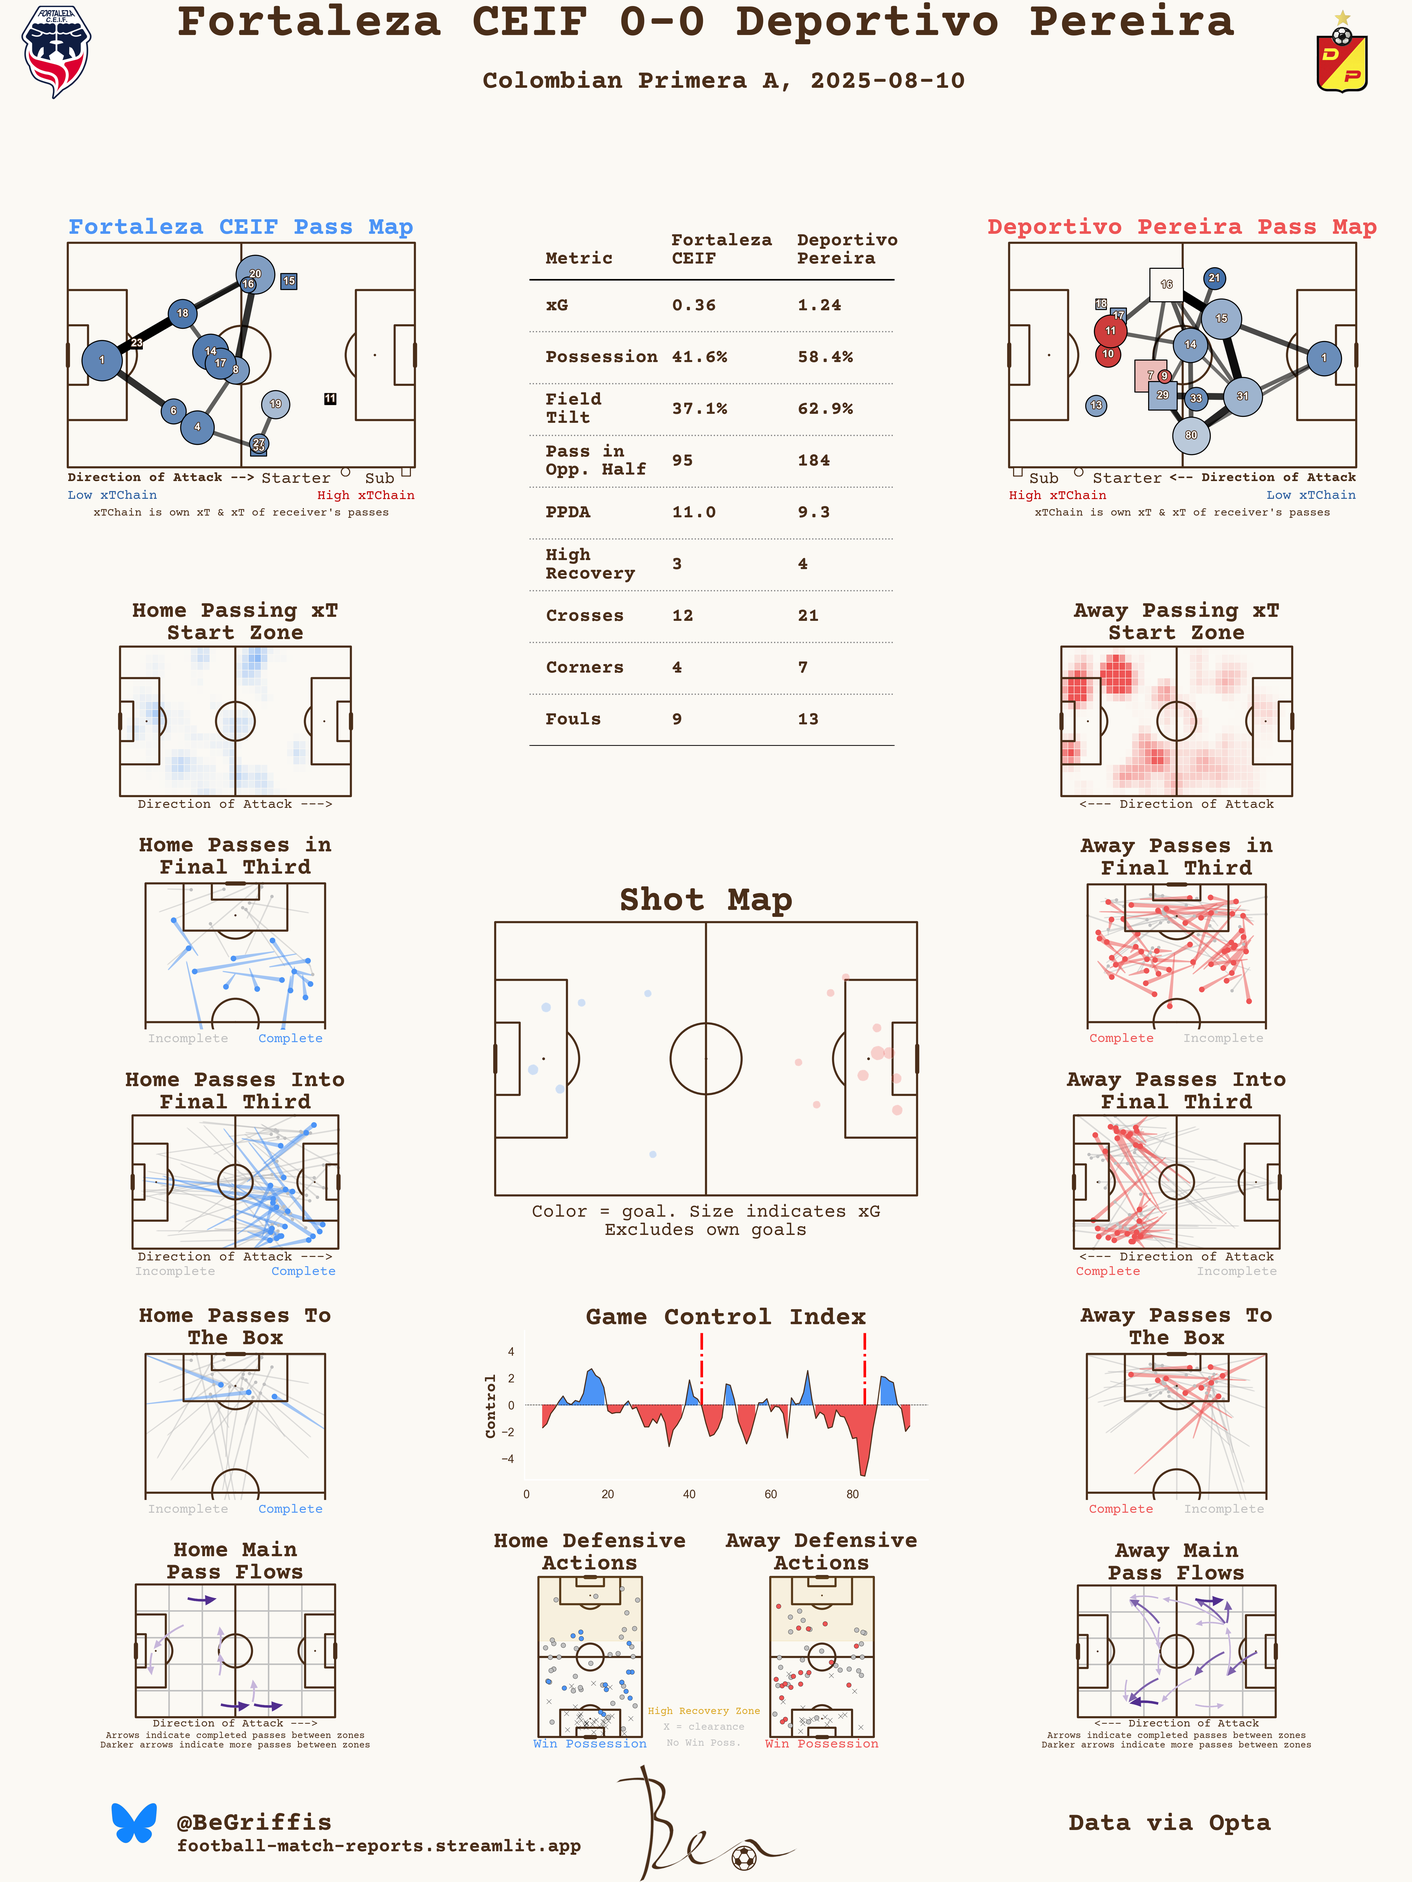 Fortaleza CEIF 0-0 Deportivo Pereira
Colombian Primera A, 2025-08-10
FORTALEZA
C.E.I.F.
D
P
Fortaleza CEIF Pass Map
20
16
15
18
23
1
14
17
8
11
19
6
4
27
Direction of Attack --> Starter Sub
Low xTChain High xTChain
xTChain is own xT & xT of receiver's passes
Metric Fortaleza CEIF Deportivo Pereira
xG 0.36 1.24
Possession 41.6% 58.4%
Field Tilt 37.1% 62.9%
Pass in Opp. Half 95 184
PPDA 11.0 9.3
High Recovery 3 4
Crosses 12 21
Corners 4 7
Fouls 9 13
Deportivo Pereira Pass Map
21
16
18
17
15
11
14
10
1
7
9
29
33
31
13
80
Sub Starter <-- Direction of Attack
High xTChain Low xTChain
xTChain is own xT & xT of receiver's passes
Home Passing xT
Start Zone
Direction of Attack --->
Away Passing xT
Start Zone
<--- Direction of Attack
Home Passes in
Final Third
Incomplete Complete
Away Passes in
Final Third
Complete Incomplete
Shot Map
Color = goal. Size indicates xG
Excludes own goals
Home Passes Into
Final Third
Direction of Attack --->
Incomplete Complete
Away Passes Into
Final Third
<--- Direction of Attack
Complete Incomplete
Home Passes To
The Box
Incomplete Complete
Game Control Index
Control
4
2
0
−2
−4
0 20 40 60 80
Away Passes To
The Box
Complete Incomplete
Home Main
Pass Flows
Direction of Attack --->
Arrows indicate completed passes between zones
Darker arrows indicate more passes between zones
Home Defensive
Actions
Win Possession
Away Defensive
Actions
Win Possession
High Recovery Zone
X = clearance
No Win Poss.
Away Main
Pass Flows
<--- Direction of Attack
Arrows indicate completed passes between zones
Darker arrows indicate more passes between zones
@BeGriffis
football-match-reports.streamlit.app
Ben
Data via Opta